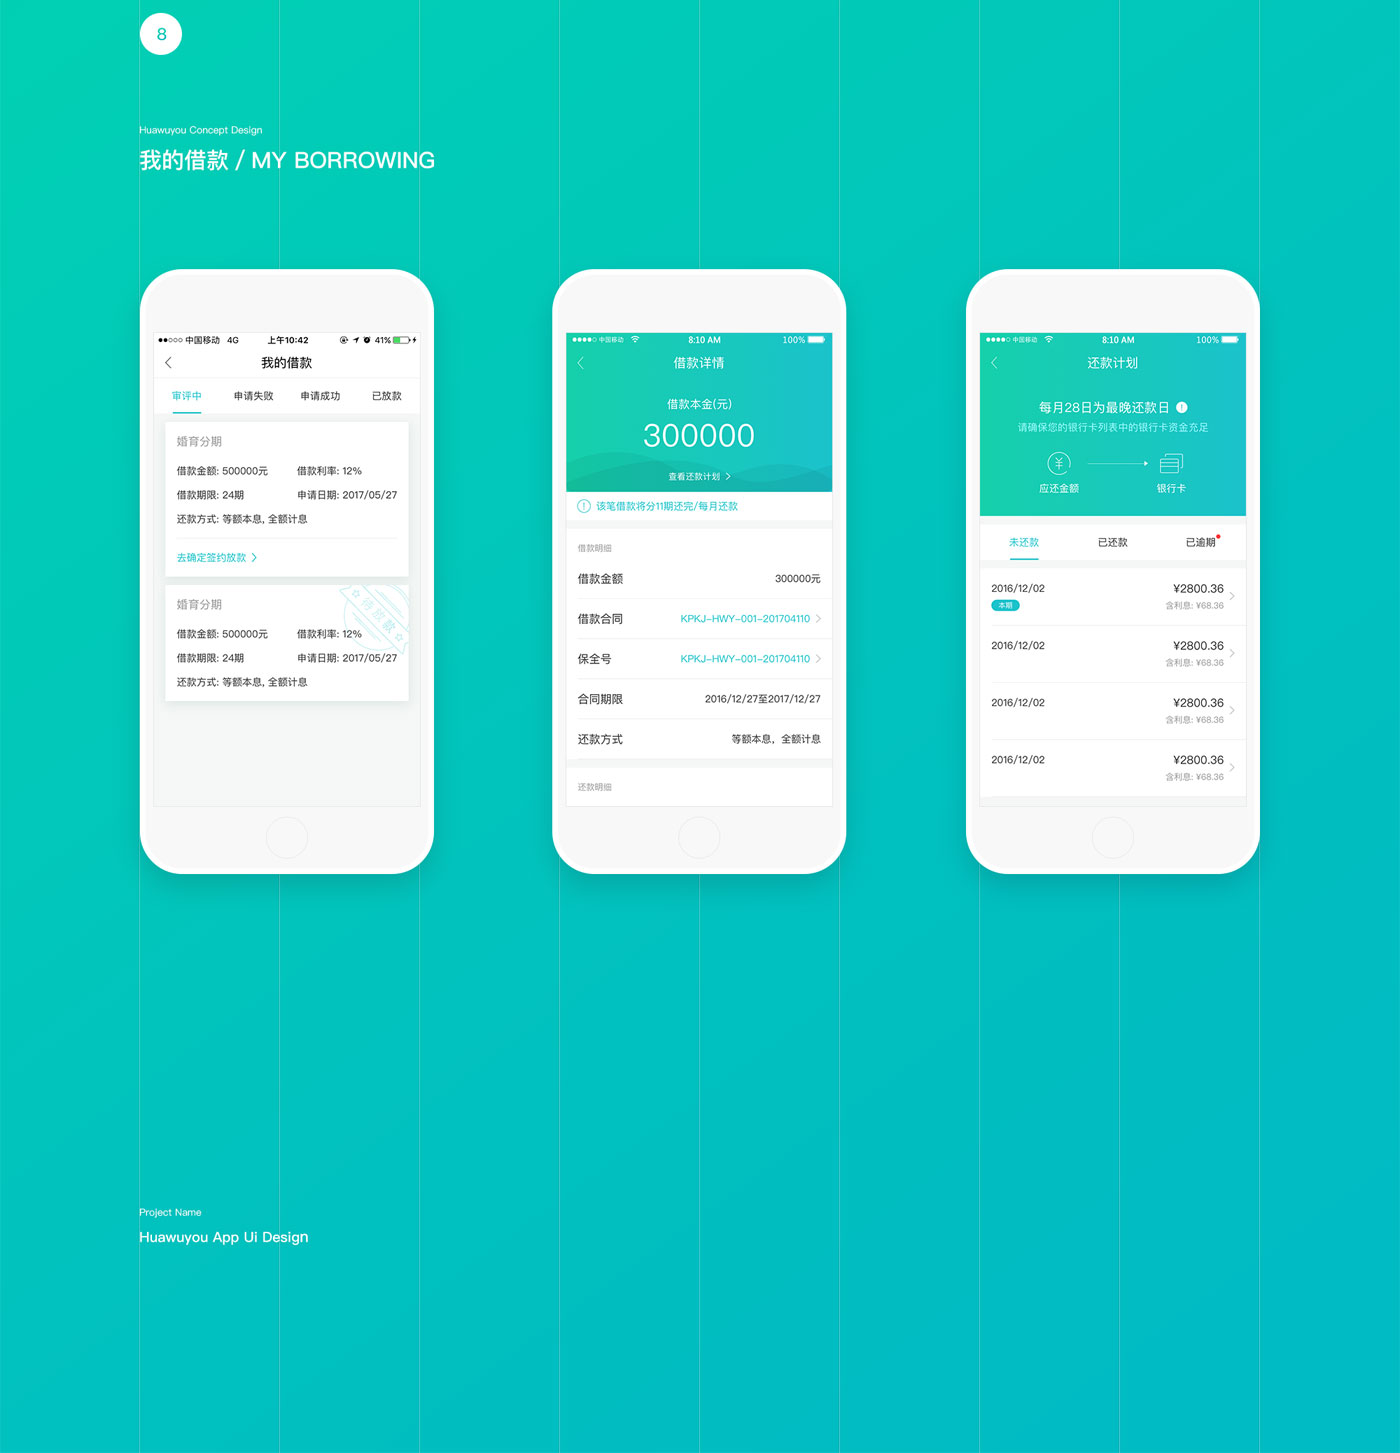 8
Huawuyou Concept Design
我的借款 / MY BORROWING
中国移动 4G 上午10:42 41%
我的借款
审评中 申请失败 申请成功 已放款
婚育分期
借款金额: 500000元 借款利率: 12%
借款期限: 24期 申请日期: 2017/05/27
还款方式: 等额本息, 全额计息
去确定签约放款
婚育分期
待放款
借款金额: 500000元 借款利率: 12%
借款期限: 24期 申请日期: 2017/05/27
还款方式: 等额本息, 全额计息
中国移动 8:10 AM 100%
借款详情
借款本金(元)
300000
查看还款计划
该笔借款将分11期还完/每月还款
借款明细
借款金额 300000元
借款合同 KPKJ-HWY-001-201704110
保全号 KPKJ-HWY-001-201704110
合同期限 2016/12/27至2017/12/27
还款方式 等额本息，全额计息
还款明细
中国移动 8:10 AM 100%
还款计划
每月28日为最晚还款日
请确保您的银行卡列表中的银行卡资金充足
应还金额 银行卡
未还款 已还款 已逾期
2016/12/02 ¥2800.36
本期 含利息: ¥68.36
2016/12/02 ¥2800.36
含利息: ¥68.36
2016/12/02 ¥2800.36
含利息: ¥68.36
2016/12/02 ¥2800.36
含利息: ¥68.36
Project Name
Huawuyou App Ui Design